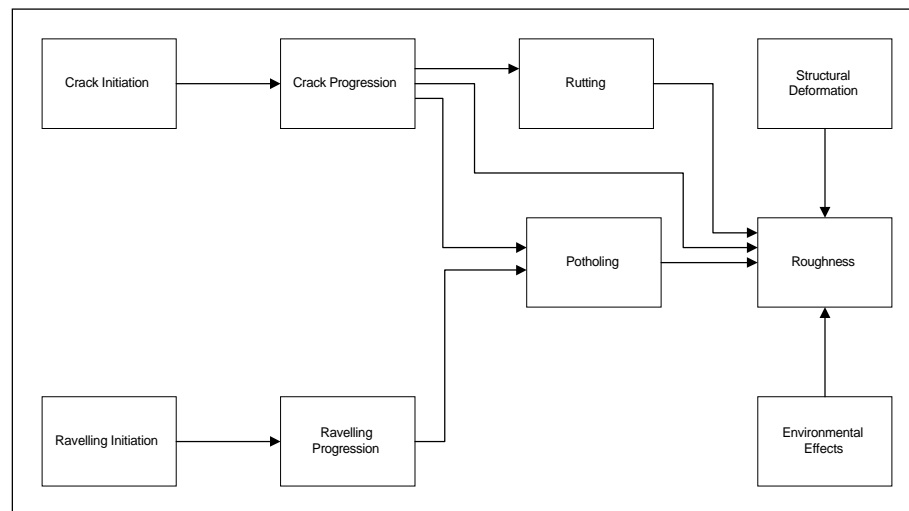 Crack Initiation
Crack Progression
Rutting
Structural
Deformation
Potholing
Roughness
Ravelling Initiation
Ravelling
Progression
Environmental
Effects